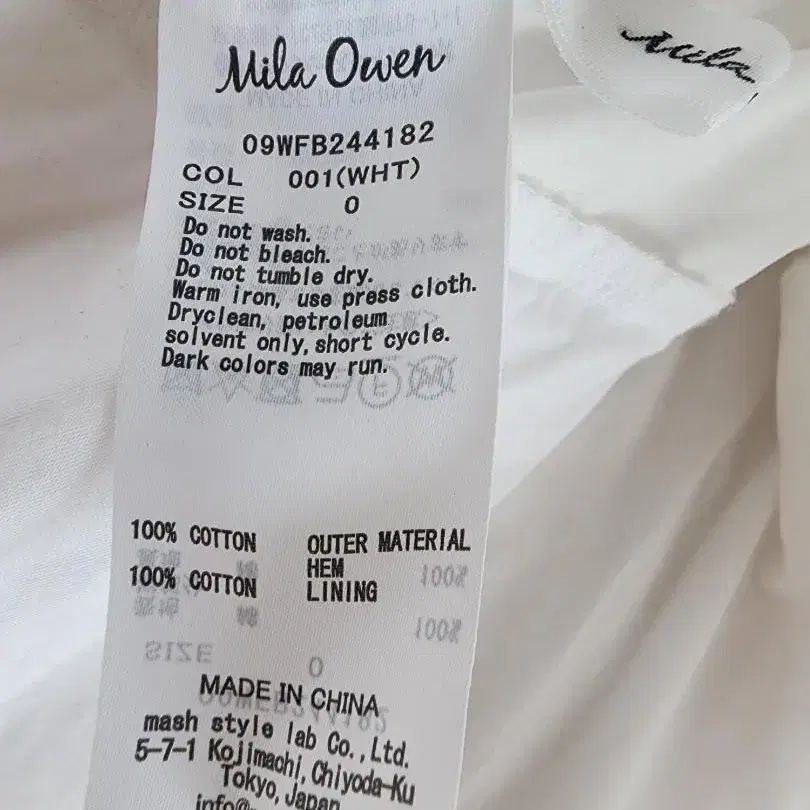 Mila Owen
Mila
09WFB244182
COL 001(WHT)
SIZE 0
Do not wash.
Do not bleach.
Do not tumble dry.
Warm iron, use press cloth.
Dryclean, petroleum
solvent only, short cycle.
Dark colors may run.
100% COTTON OUTER MATERIAL
HEM
100% COTTON LINING
MADE IN CHINA
mash style lab Co.,Ltd.
5-7-1 Kojimachi, Chiyoda-Ku
Tokyo, Japan